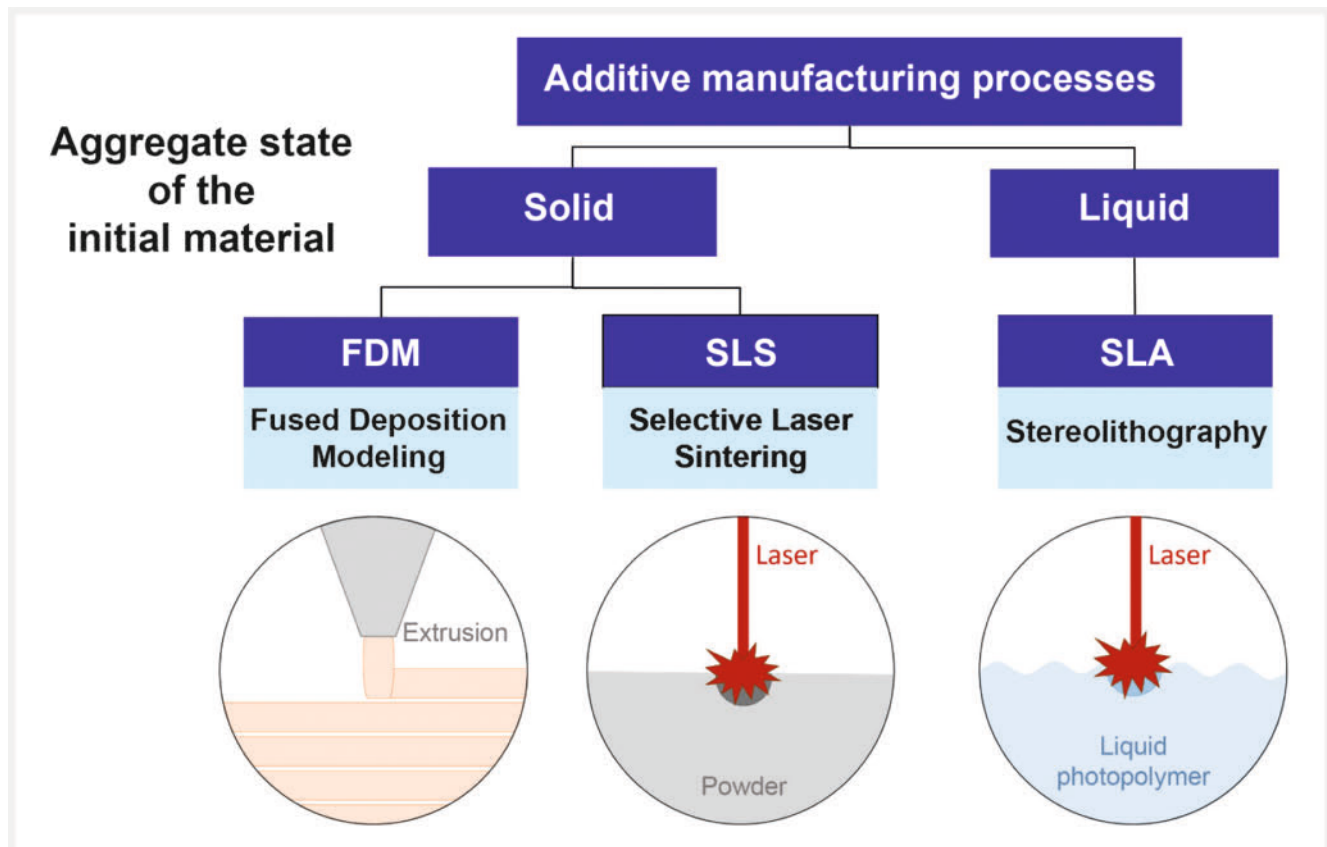 Additive manufacturing processes
Aggregate state
of the
initial material
Solid
Liquid
FDM
Fused Deposition
Modeling
SLS
Selective Laser
Sintering
SLA
Stereolithography
Extrusion
Laser
Powder
Laser
Liquid
photopolymer